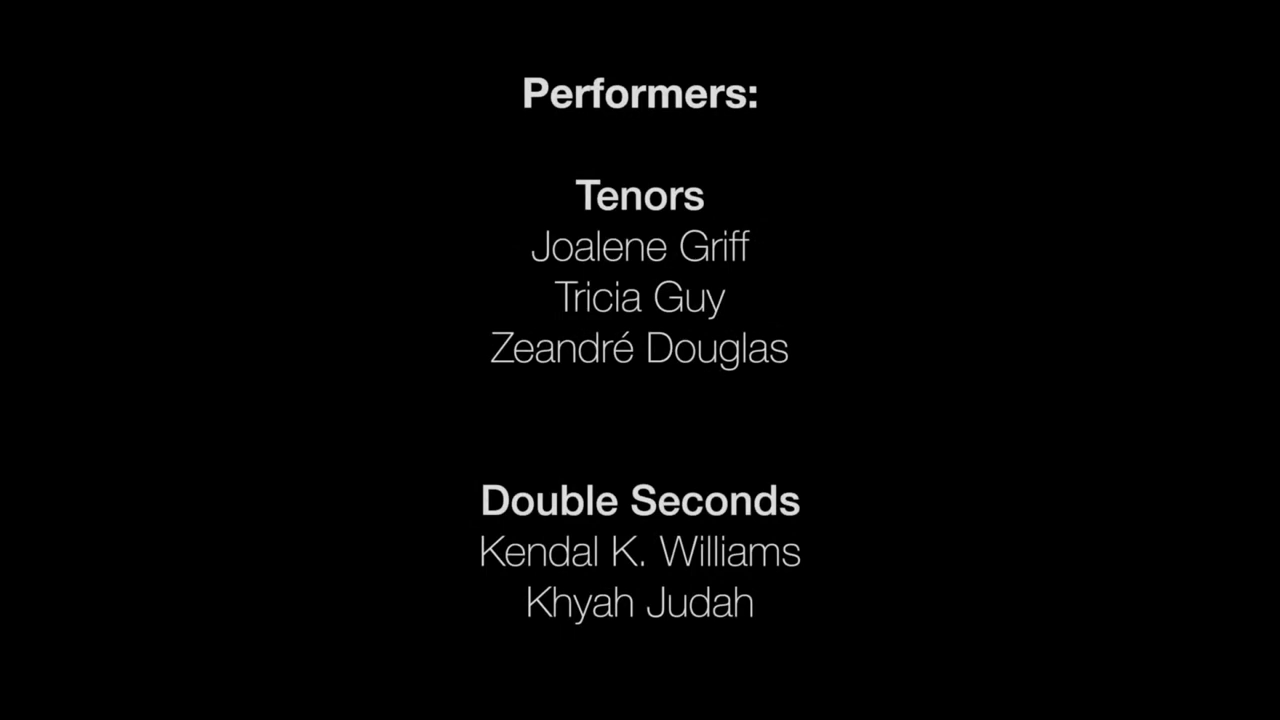 Performers:
Tenors
Joalene Griff
Tricia Guy
Zeandré Douglas
Double Seconds
Kendal K. Williams
Khyah Judah